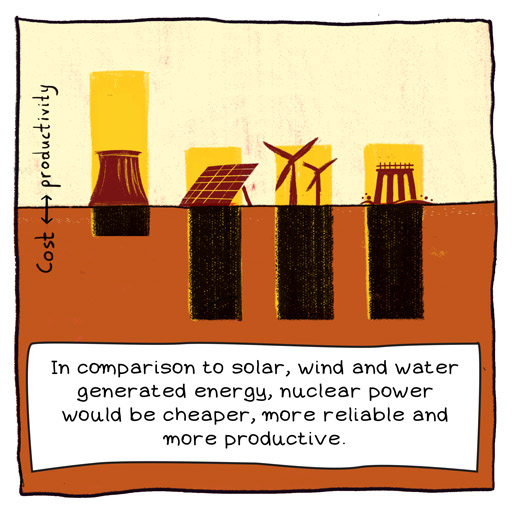 Cost ↔ productivity
In comparison to solar, wind and water
generated energy, nuclear power
would be cheaper, more reliable and
more productive.